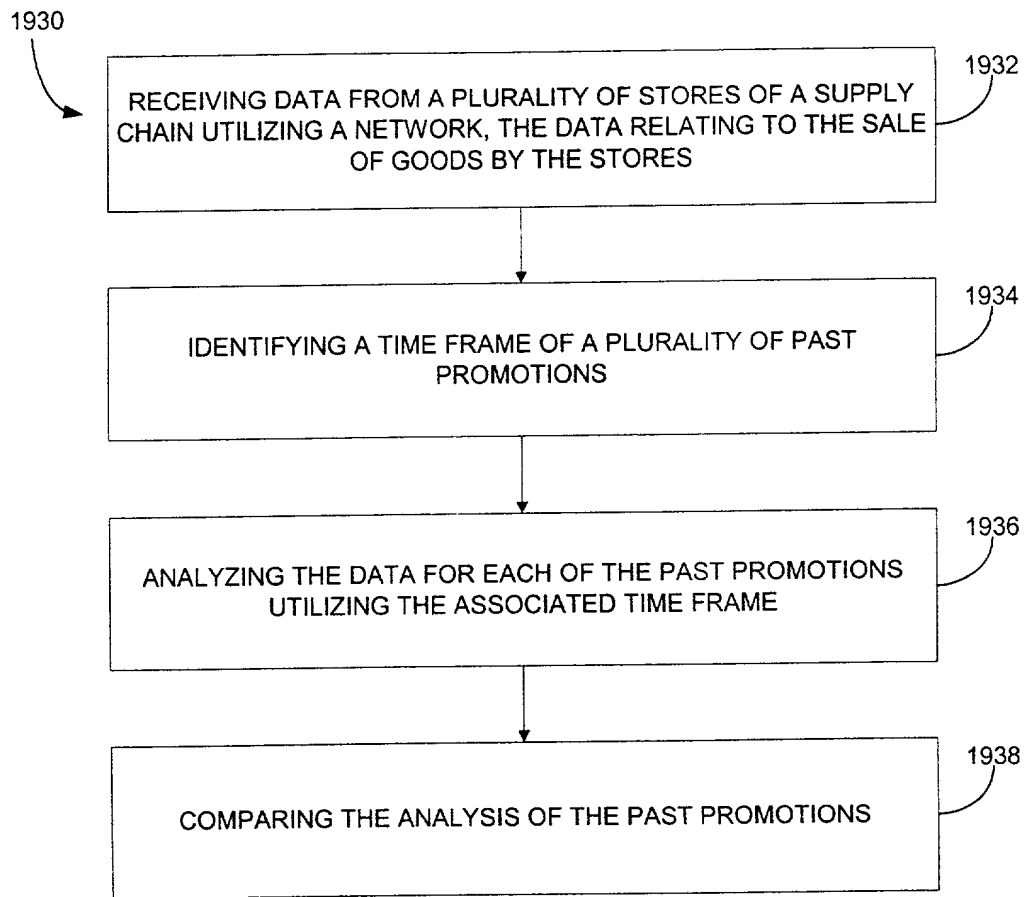 1930
1932
RECEIVING DATA FROM A PLURALITY OF STORES OF A SUPPLY
CHAIN UTILIZING A NETWORK, THE DATA RELATING TO THE SALE
OF GOODS BY THE STORES
1934
IDENTIFYING A TIME FRAME OF A PLURALITY OF PAST
PROMOTIONS
1936
ANALYZING THE DATA FOR EACH OF THE PAST PROMOTIONS
UTILIZING THE ASSOCIATED TIME FRAME
1938
COMPARING THE ANALYSIS OF THE PAST PROMOTIONS